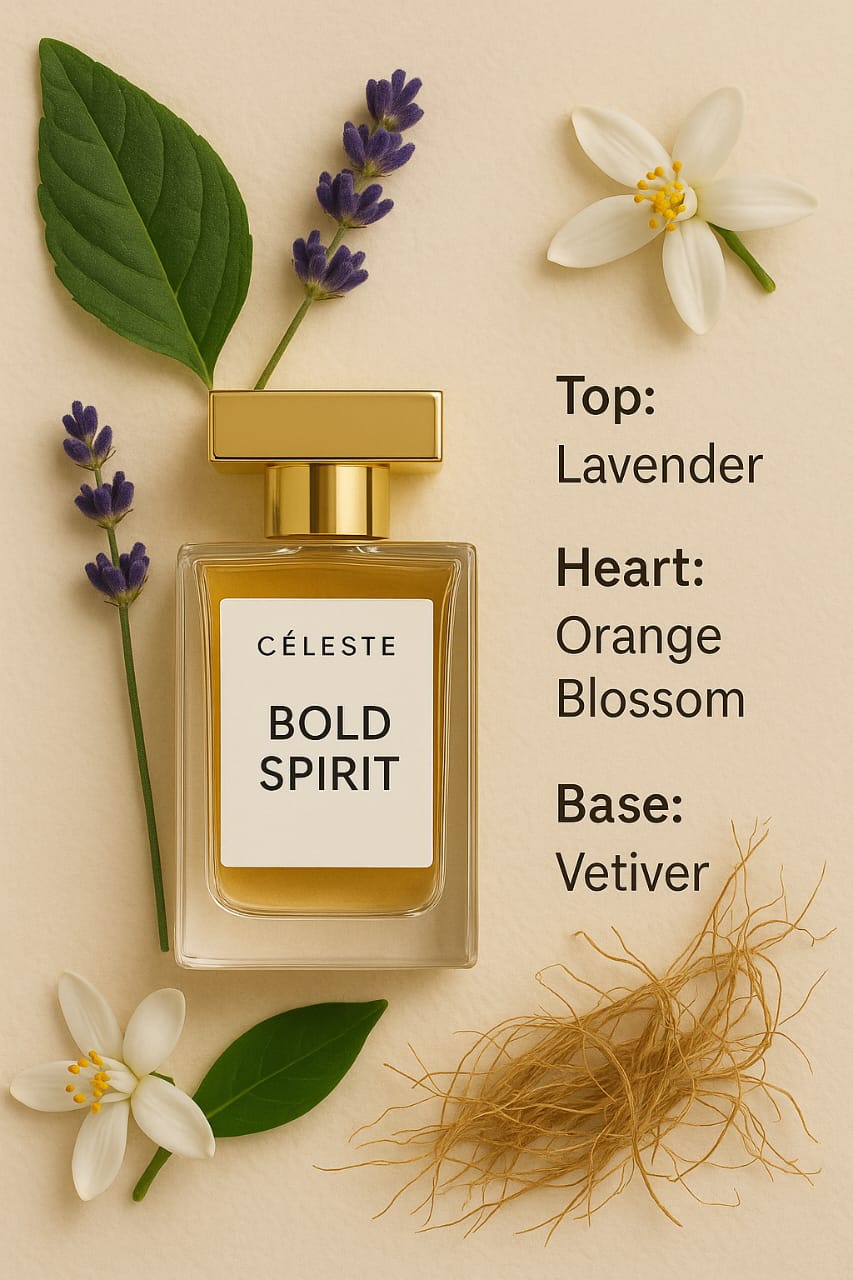 CÉLESTE
BOLD
SPIRIT
Top:
Lavender
Heart:
Orange
Blossom
Base:
Vetiver